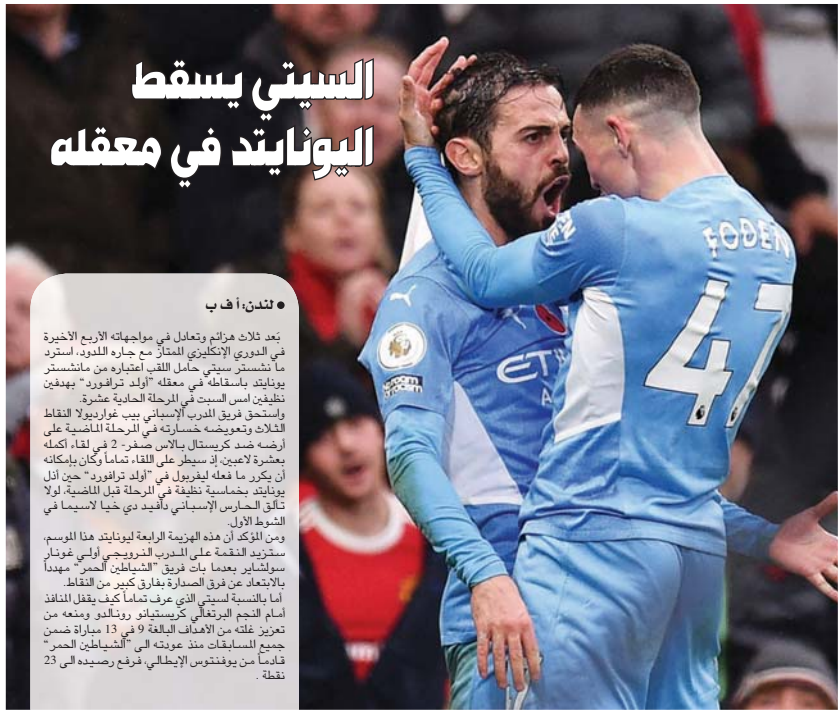 السيتي يسقط
اليونايتد في معقله
● لندن: أ ف ب
بَعد ثلاث هزائم وتعادل في مواجهاته الأربع الأخيرة
في الدوري الإنكليزي الممتاز مع جاره اللدود، استرد
ما نشستر سيتي حامل اللقب اعتباره من مانشستر
يونايتد باسقاطه في معقله "أولد ترافورد" بهدفين
نظيفين امس السبت في المرحلة الحادية عشرة.
واستحق فريق المدرب الإسباني بيب غوارديولا النقاط
الثلاث وتعويضه خسارته في المرحلة الماضية على
أرضه ضد كريستال بالاس صفر- 2 في لقاء أكمله
بعشرة لاعبين، إذ سيطر على اللقاء تماماً وكان بإمكانه
أن يكرر ما فعله ليفربول في "أولد ترافورد" حين أذل
يونايتد بخماسية نظيفة في المرحلة قبل الماضية، لولا
تألق الحارس الإسباني دافيد دي خيا لاسيما في
الشوط الأول.
ومن المؤكد أن هذه الهزيمة الرابعة ليونايتد هذا الموسم،
ستزيد النقمة على المدرب النرويجي أولي غونار
سولشاير بعدما بات فريق "الشياطين الحمر" مهدداً
بالابتعاد عن فرق الصدارة بفارق كبير من النقاط.
أما بالنسبة لسيتي الذي عرف تماماً كيف يقفل المنافذ
أمام النجم البرتغالي كريستيانو رونالدو ومنعه من
تعزيز غلته من الأهداف البالغة 9 في 13 مباراة ضمن
جميع المسابقات منذ عودته الى "الشياطين الحمر"
قادماً من يوفنتوس الإيطالي، فرفع رصيده الى 23
نقطة .
FODEN
47
ETI